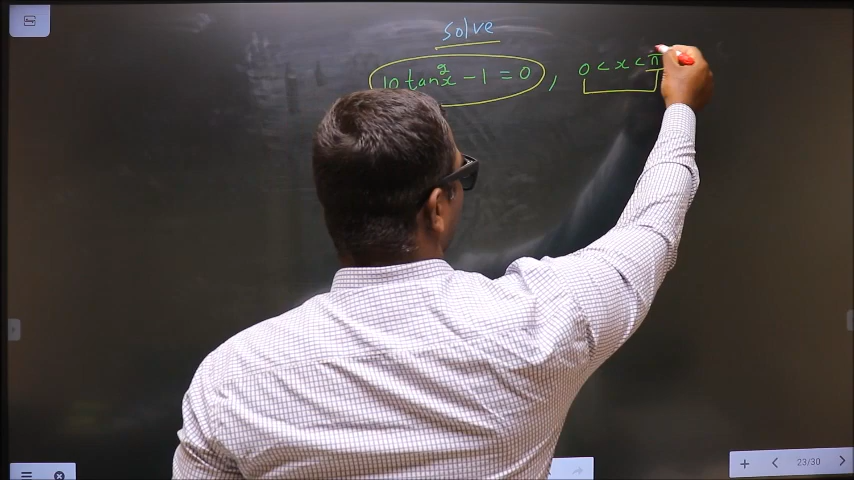 solve
10 tan²x - 1 = 0 , 0 < x < π
23/30